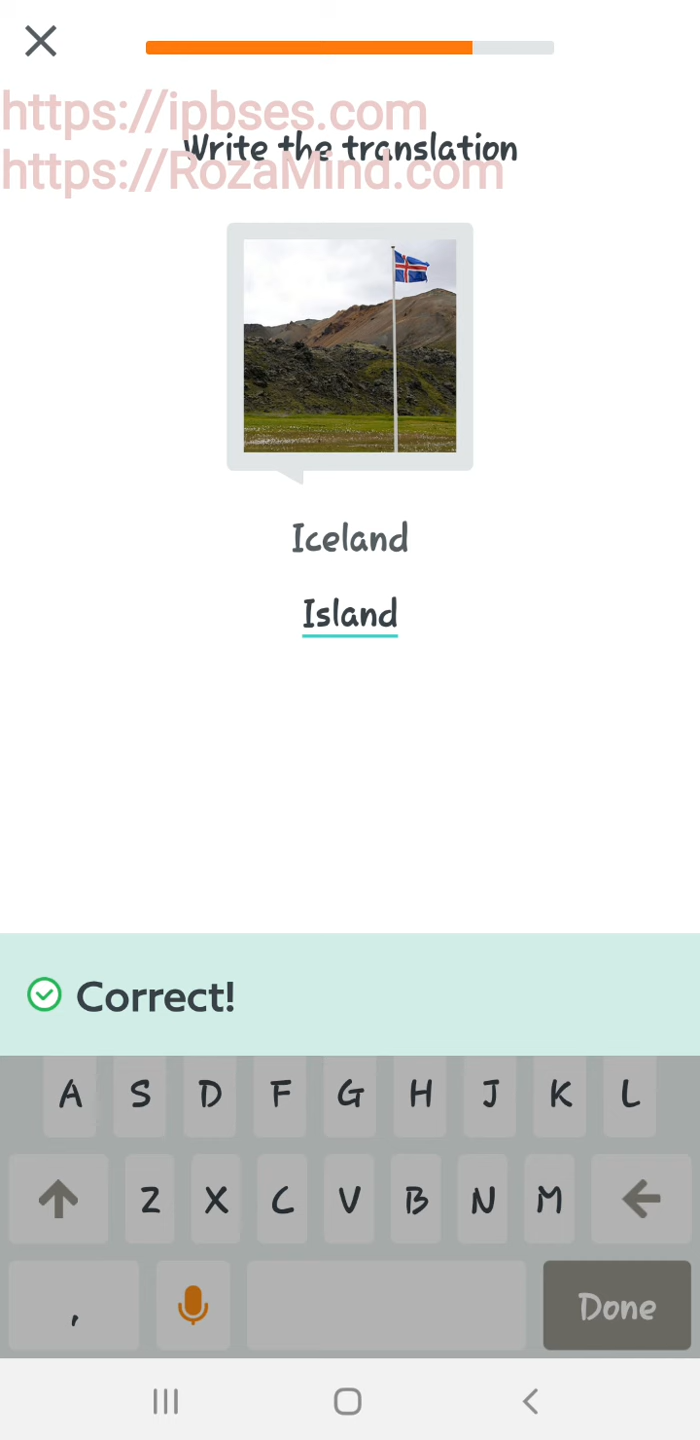 https://ipbses.com
Write the translation
https://RozaMind.com
Iceland
Island
Correct!
A S D F G H J K L
Z X C V B N M
, Done